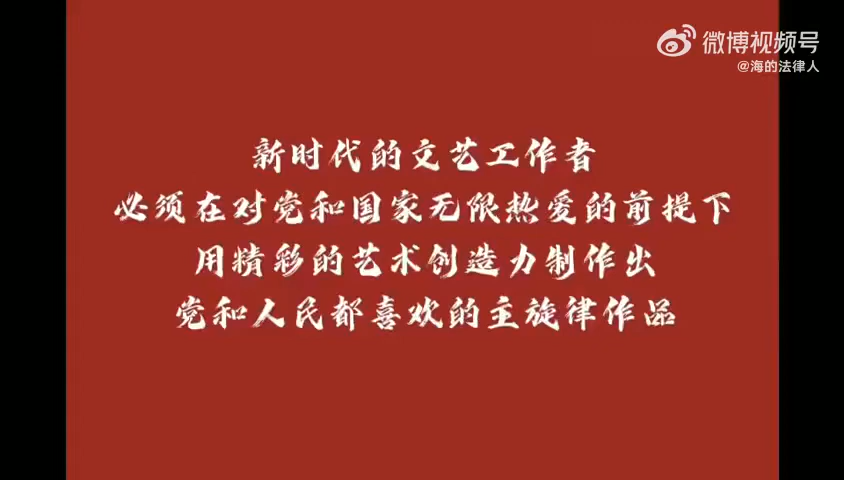 微博视频号
@海的法律人
新时代的文艺工作者
必须在对党和国家无限热爱的前提下
用精彩的艺术创造力制作出
党和人民都喜欢的主旋律作品